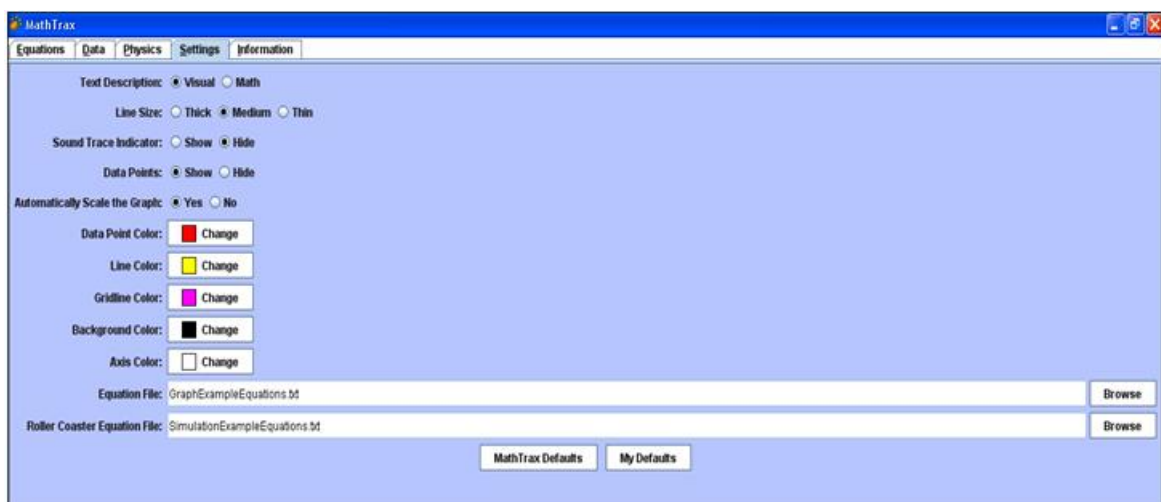 MathTrax
Equations Data Physics Settings Information
Text Description: Visual Math
Line Size: Thick Medium Thin
Sound Trace Indicator: Show Hide
Data Points: Show Hide
Automatically Scale the Graph: Yes No
Data Point Color: Change
Line Color: Change
Gridline Color: Change
Background Color: Change
Axis Color: Change
Equation File: GraphExampleEquations.txt Browse
Roller Coaster Equation File: SimulationExampleEquations.txt Browse
MathTrax Defaults My Defaults